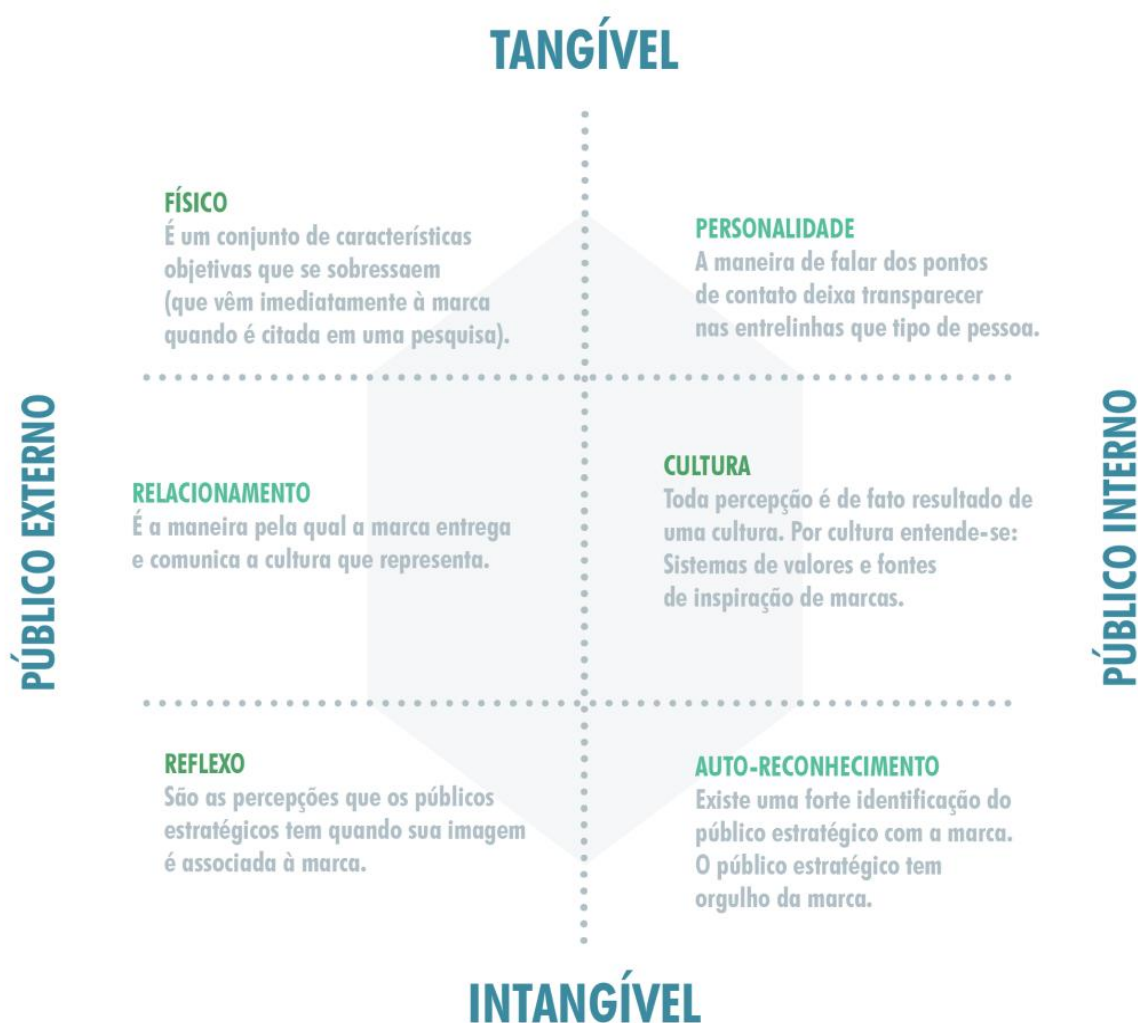 TANGÍVEL
FÍSICO
É um conjunto de características
objetivas que se sobressaem
(que vêm imediatamente à marca
quando é citada em uma pesquisa).
PERSONALIDADE
A maneira de falar dos pontos
de contato deixa transparecer
nas entrelinhas que tipo de pessoa.
PÚBLICO EXTERNO
RELACIONAMENTO
É a maneira pela qual a marca entrega
e comunica a cultura que representa.
CULTURA
Toda percepção é de fato resultado de
uma cultura. Por cultura entende-se:
Sistemas de valores e fontes
de inspiração de marcas.
PÚBLICO INTERNO
REFLEXO
São as percepções que os públicos
estratégicos tem quando sua imagem
é associada à marca.
AUTO-RECONHECIMENTO
Existe uma forte identificação do
público estratégico com a marca.
O público estratégico tem
orgulho da marca.
INTANGÍVEL